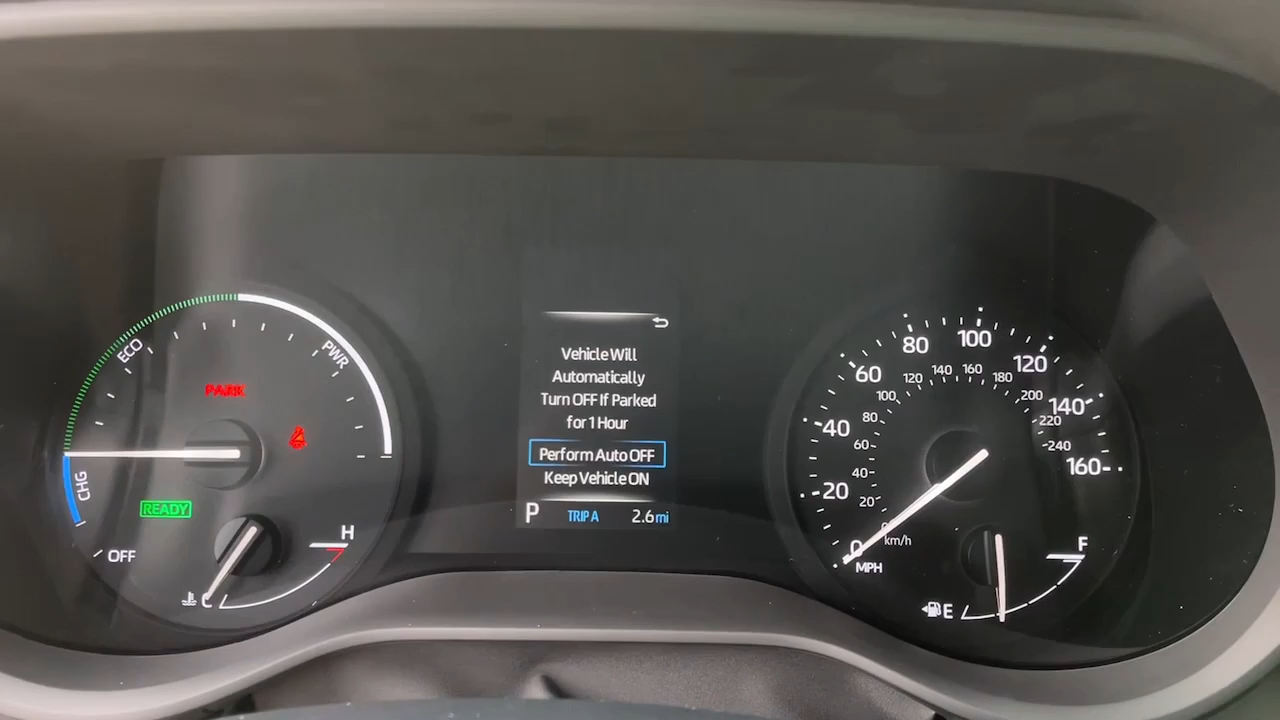 ECO
PWR
PARK
CHG
READY
OFF
H
C
Vehicle Will
Automatically
Turn OFF If Parked
for 1 Hour
Perform Auto OFF
Keep Vehicle ON
P TRIP A 2.6 mi
0 20 40 60 80 100 120 140 160
MPH
20 40 60 80 100 120 140 160 180 200 220 240
km/h
E
F